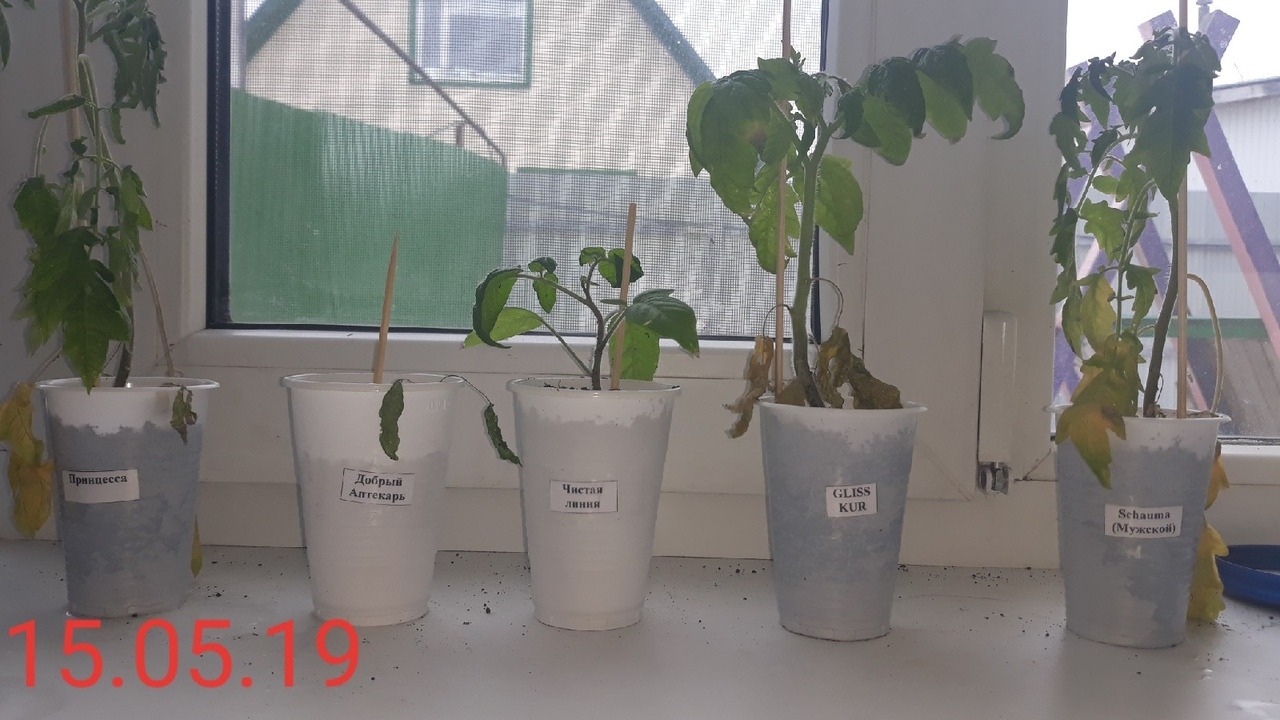 Принцесса
Добрый
Аптекарь
Чистая
линия
GLISS
KUR
Schauma
(Мужской)
15.05.19